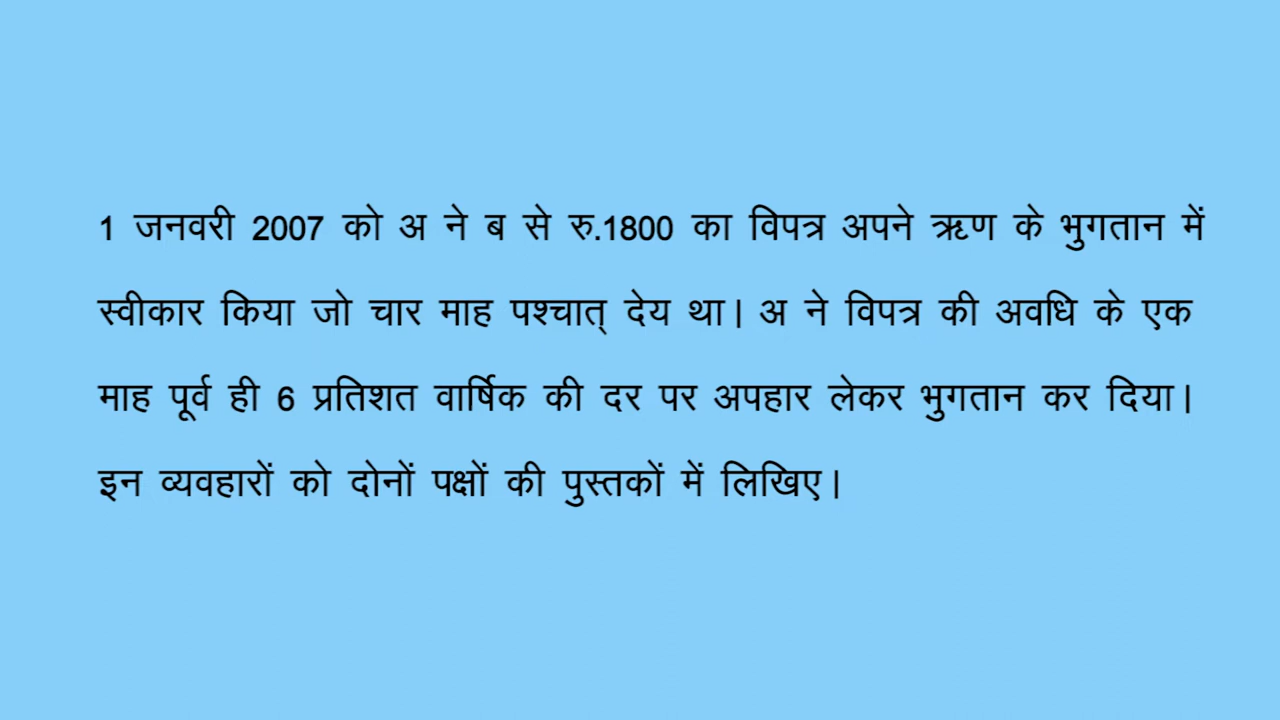 1 जनवरी 2007 को अ ने ब से रु.1800 का विपत्र अपने ऋण के भुगतान में
स्वीकार किया जो चार माह पश्चात् देय था। अ ने विपत्र की अवधि के एक
माह पूर्व ही 6 प्रतिशत वार्षिक की दर पर अपहार लेकर भुगतान कर दिया।
इन व्यवहारों को दोनों पक्षों की पुस्तकों में लिखिए।